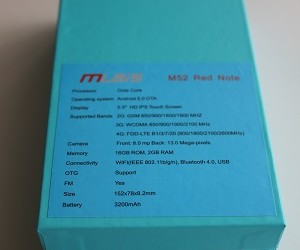 mlais M52 Red Note
Processor Octa Core
Operating system Android 5.0 OTA
Display 5.5" HD IPS Touch Screen
Supported Bands 2G: GSM 850/900/1800/1900 MHz
3G: WCDMA 850/900/1900/2100 MHz
4G: FDD-LTE B1/3/7/20 (800/1800/2100/2600MHz)
Camera Front: 8.0 mp Back: 13.0 Mega-pixels
Memory 16GB ROM, 2GB RAM
Connectivity WIFI(IEEE 802.11b/g/n), Bluetooth 4.0, USB
OTG Support
FM Yes
Size 152x78x8.2mm
Battery 3200mAh